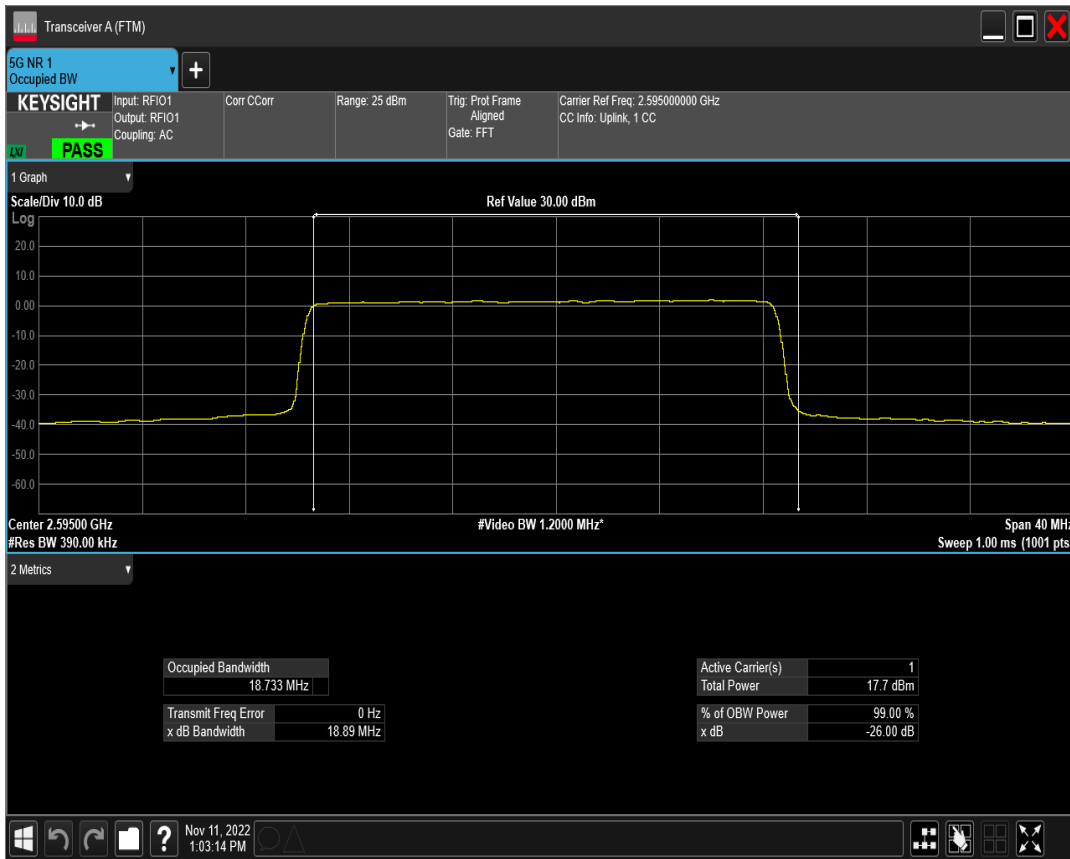 Transceiver A (FTM)
5G NR 1
Occupied BW
KEYSIGHT
LXI
PASS
Input: RFIO1
Output: RFIO1
Coupling: AC
Corr CCorr
Range: 25 dBm
Trig: Prot Frame
Aligned
Gate: FFT
Carrier Ref Freq: 2.595000000 GHz
CC Info: Uplink, 1 CC
1 Graph
Scale/Div 10.0 dB
Ref Value 30.00 dBm
Log
20.0
10.0
0.00
-10.0
-20.0
-30.0
-40.0
-50.0
-60.0
Center 2.59500 GHz
#Video BW 1.2000 MHz*
Span 40 MHz
#Res BW 390.00 kHz
Sweep 1.00 ms (1001 pts
2 Metrics
Occupied Bandwidth
18.733 MHz
Transmit Freq Error 0 Hz
x dB Bandwidth 18.89 MHz
Active Carrier(s) 1
Total Power 17.7 dBm
% of OBW Power 99.00 %
x dB -26.00 dB
?
Nov 11, 2022
1:03:14 PM